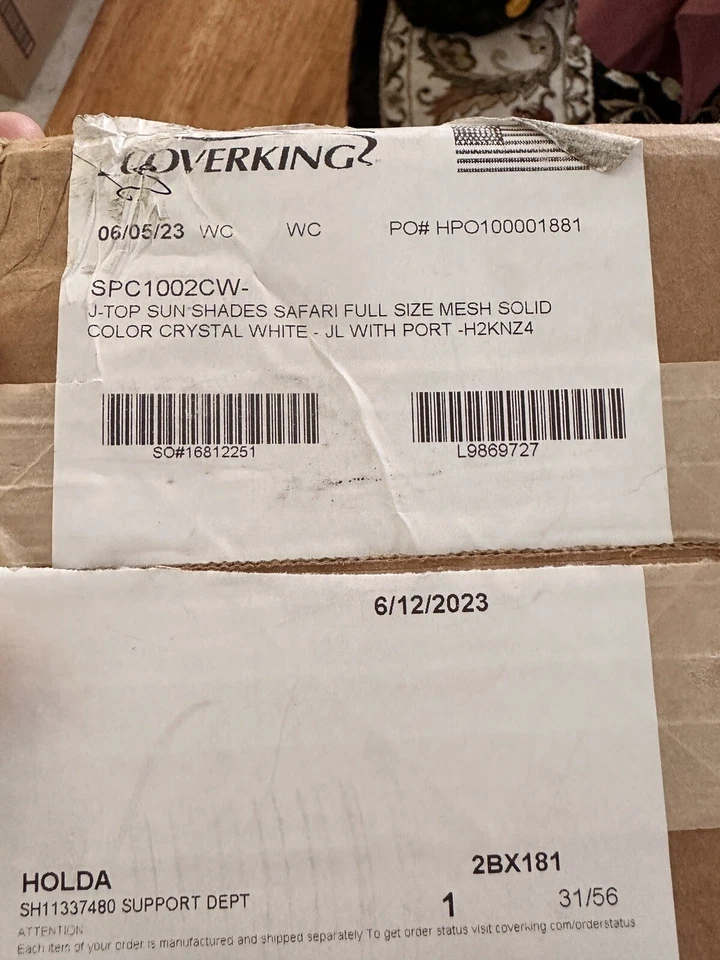 COVERKING
06/05/23 WC WC PO# HPO100001881
SPC1002CW-
J-TOP SUN SHADES SAFARI FULL SIZE MESH SOLID
COLOR CRYSTAL WHITE - JL WITH PORT -H2KNZ4
SO#16812251 L9869727
6/12/2023
HOLDA 2BX181
SH11337480 SUPPORT DEPT 1 31/56
ATTENTION
Each item of your order is manufactured and shipped separately To get order status visit coverking com/orderstatus